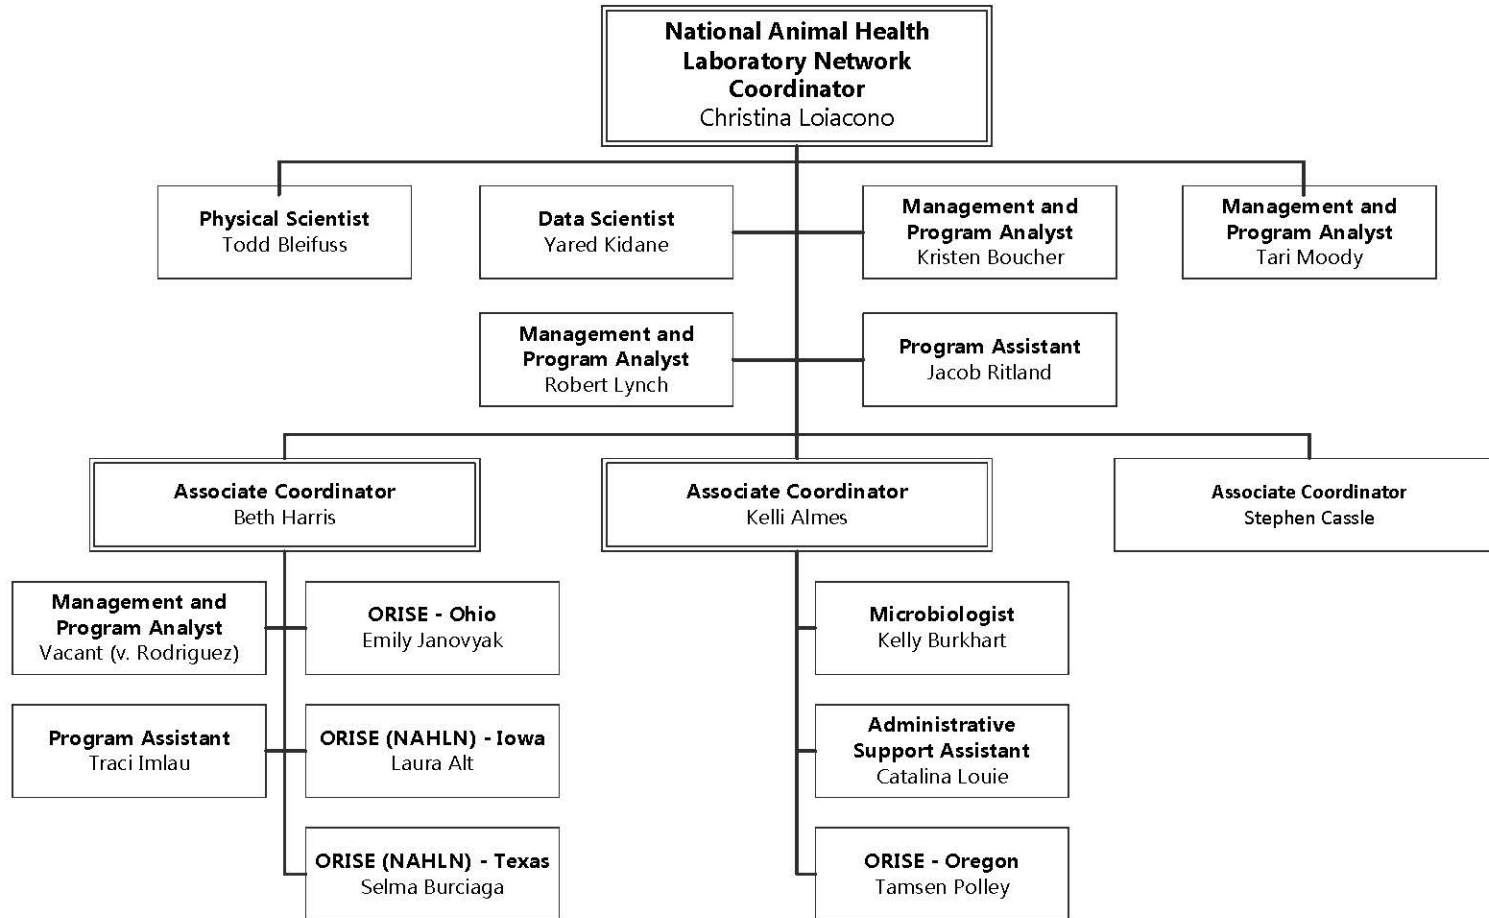 National Animal Health
Laboratory Network
Coordinator
Christina Loiacono
Physical Scientist
Todd Bleifuss
Data Scientist
Yared Kidane
Management and
Program Analyst
Kristen Boucher
Management and
Program Analyst
Tari Moody
Management and
Program Analyst
Robert Lynch
Program Assistant
Jacob Ritland
Associate Coordinator
Beth Harris
Associate Coordinator
Kelli Almes
Associate Coordinator
Stephen Cassle
Management and
Program Analyst
Vacant (v. Rodriguez)
ORISE - Ohio
Emily Janovyak
Microbiologist
Kelly Burkhart
Program Assistant
Traci Imlau
ORISE (NAHLN) - Iowa
Laura Alt
Administrative
Support Assistant
Catalina Louie
ORISE (NAHLN) - Texas
Selma Burciaga
ORISE - Oregon
Tamsen Polley